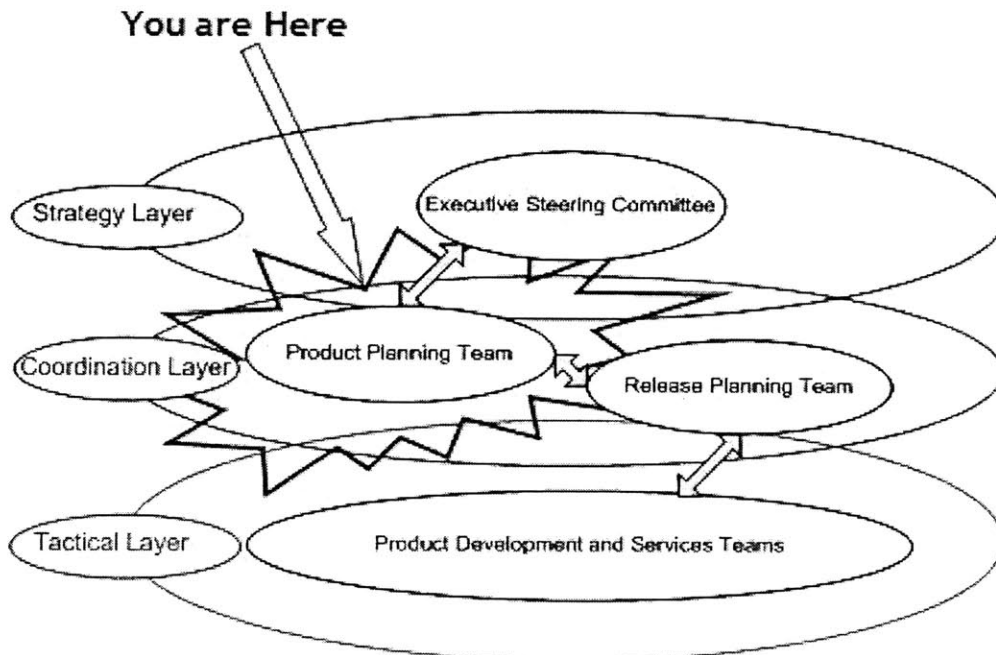 You are Here
Strategy Layer
Executive Steering Committee
Coordination Layer
Product Planning Team
Release Planning Team
Tactical Layer
Product Development and Services Teams